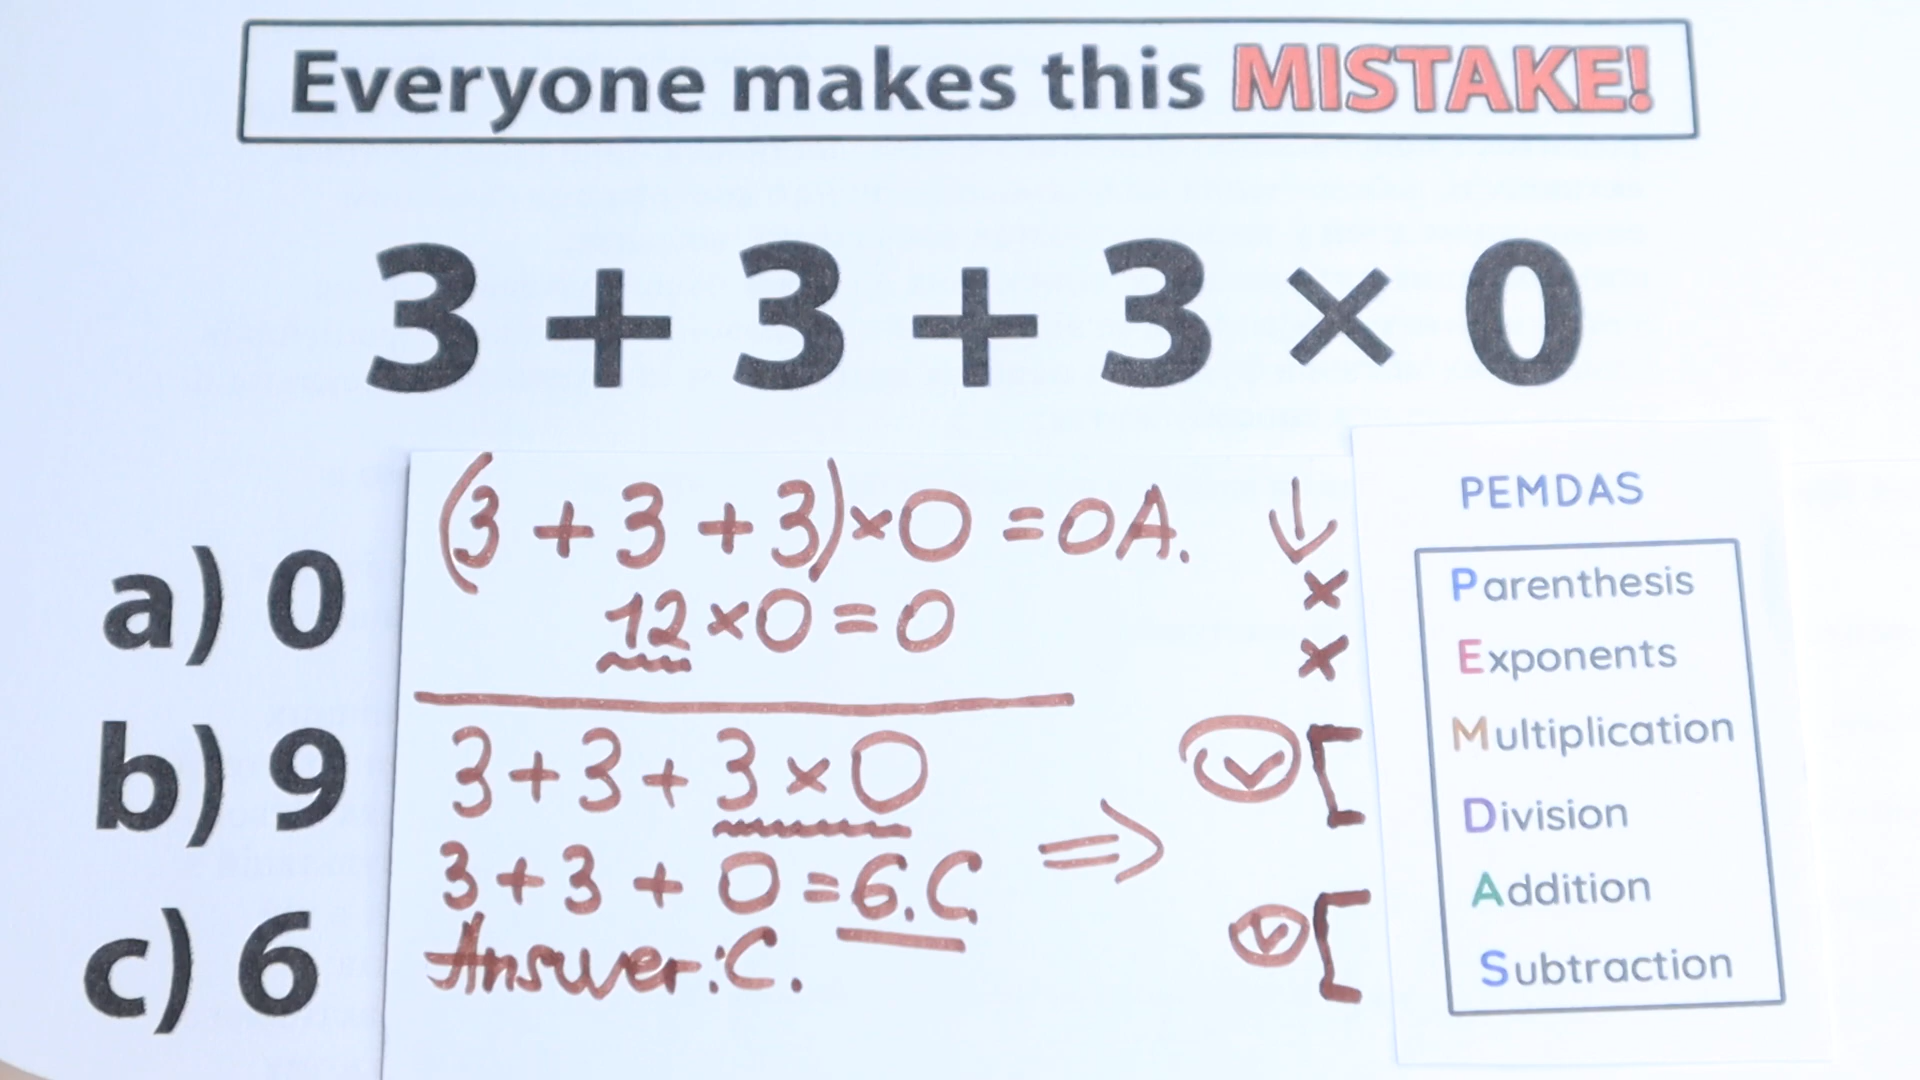 Everyone makes this MISTAKE!
3 + 3 + 3 × 0
a) 0
b) 9
c) 6
(3 + 3 + 3) × 0 = 0 A.
12 × 0 = 0
3 + 3 + 3 × 0
3 + 3 + 0 = 6. C.
Answer: C.
PEMDAS
Parenthesis
Exponents
Multiplication
Division
Addition
Subtraction